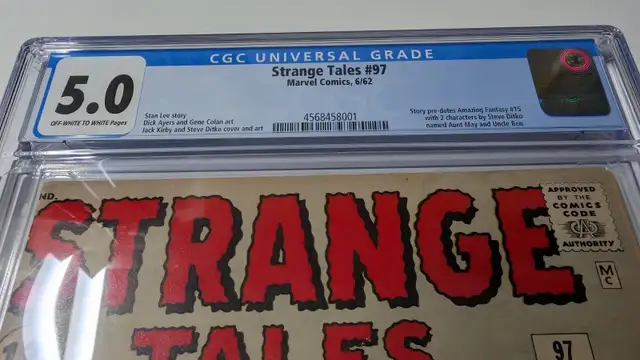 CGC UNIVERSAL GRADE
5.0
OFF-WHITE TO WHITE Pages
Strange Tales #97
Marvel Comics, 6/62
Stan Lee story
Dick Ayers and Gene Colan art
Jack Kirby and Steve Ditko cover and art
4568458001
Story pre-dates Amazing Fantasy #15
with 2 characters by Steve Ditko
named Aunt May and Uncle Ben.
IND.
STRANGE
TALES
APPROVED
BY THE
COMICS
CODE
CA
AUTHORITY
MC
97